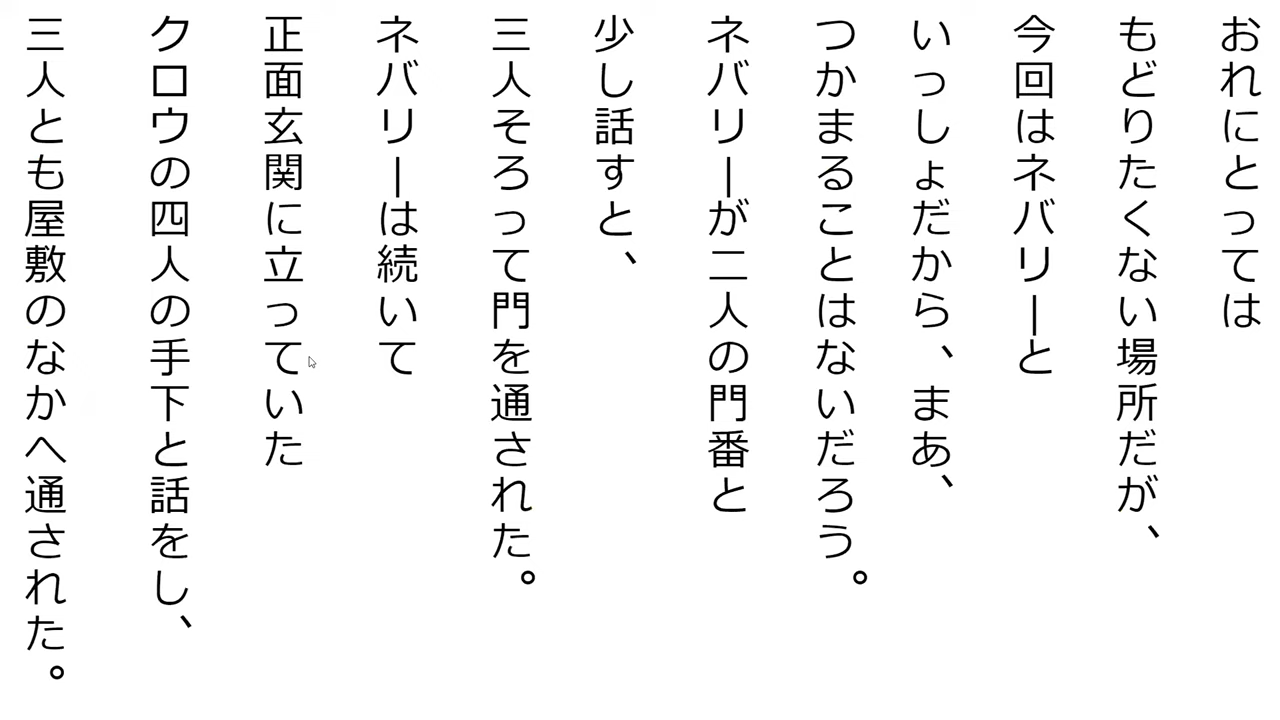 おれにとっては
もどりたくない場所だが、
今回はネバリーと
いっしょだから、まあ、
つかまることはないだろう。
ネバリーが二人の門番と
少し話すと、
三人そろって門を通された。
ネバリーは続いて
正面玄関に立っていた
クロウの四人の手下と話をし、
三人とも屋敷のなかへ通された。